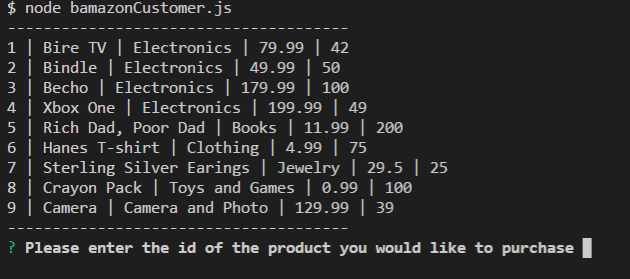 $ node bamazonCustomer.js
--------------------------------------
1 | Bire TV | Electronics | 79.99 | 42
2 | Bindle | Electronics | 49.99 | 50
3 | Becho | Electronics | 179.99 | 100
4 | Xbox One | Electronics | 199.99 | 49
5 | Rich Dad, Poor Dad | Books | 11.99 | 200
6 | Hanes T-shirt | Clothing | 4.99 | 75
7 | Sterling Silver Earings | Jewelry | 29.5 | 25
8 | Crayon Pack | Toys and Games | 0.99 | 100
9 | Camera | Camera and Photo | 129.99 | 39
--------------------------------------
? Please enter the id of the product you would like to purchase